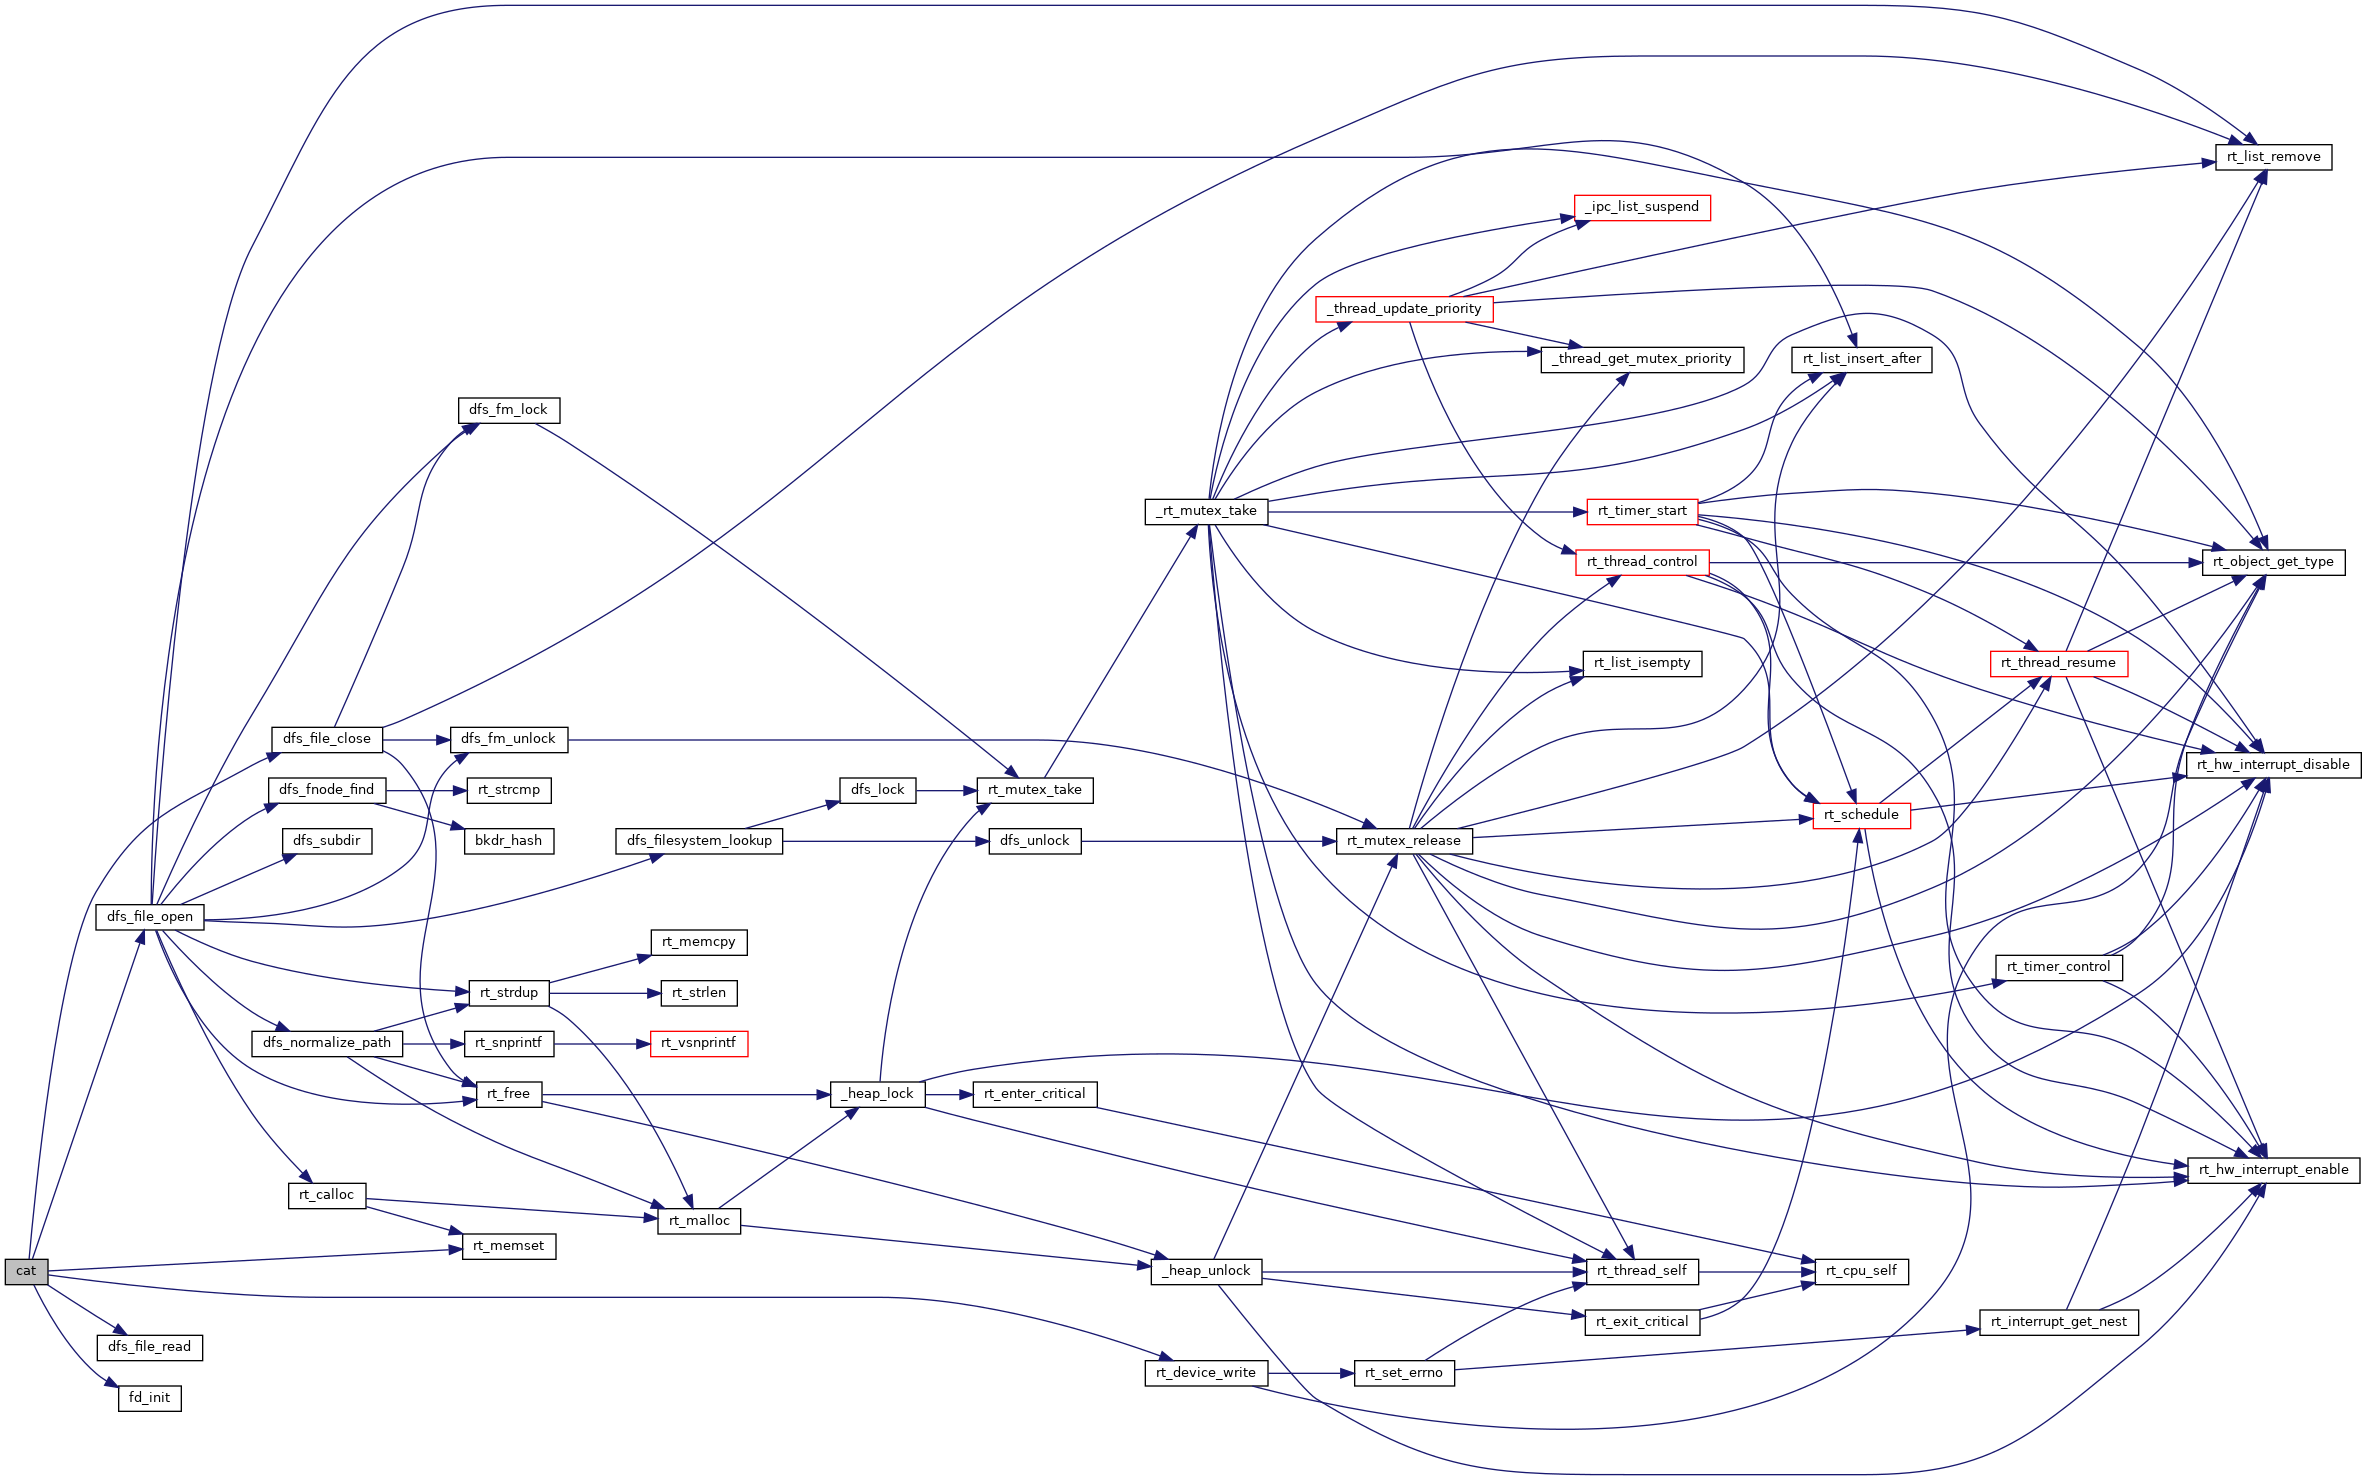 rt_list_remove
_ipc_list_suspend
_thread_update_priority
_thread_get_mutex_priority
rt_list_insert_after
dfs_fm_lock
_rt_mutex_take
rt_timer_start
rt_thread_control
rt_object_get_type
rt_list_isempty
rt_thread_resume
dfs_file_close
dfs_fm_unlock
rt_hw_interrupt_disable
dfs_fnode_find
rt_strcmp
dfs_lock
rt_mutex_take
rt_schedule
dfs_subdir
bkdr_hash
dfs_filesystem_lookup
dfs_unlock
rt_mutex_release
dfs_file_open
rt_memcpy
rt_timer_control
rt_strdup
rt_strlen
dfs_normalize_path
rt_snprintf
rt_vsnprintf
rt_free
_heap_lock
rt_enter_critical
rt_hw_interrupt_enable
rt_calloc
rt_malloc
rt_memset
cat
_heap_unlock
rt_thread_self
rt_cpu_self
rt_exit_critical
rt_interrupt_get_nest
dfs_file_read
rt_device_write
rt_set_errno
fd_init